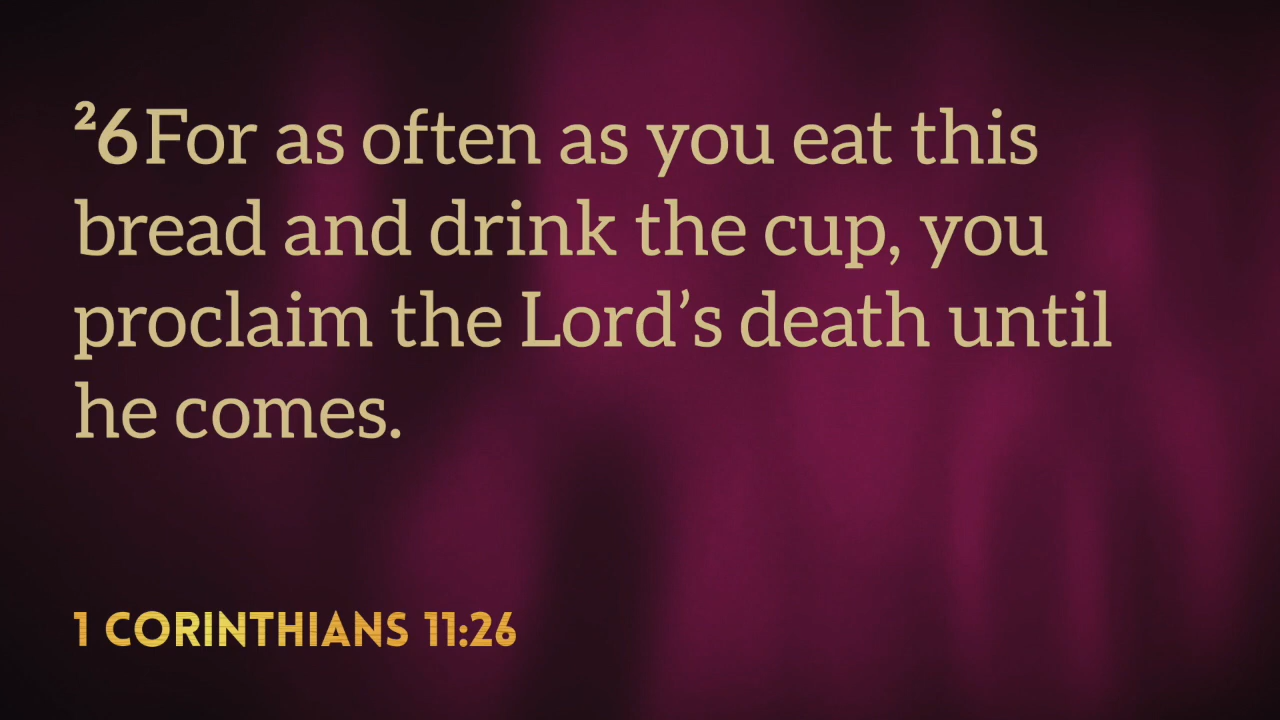 ²6For as often as you eat this
bread and drink the cup, you
proclaim the Lord’s death until
he comes.
1 CORINTHIANS 11:26